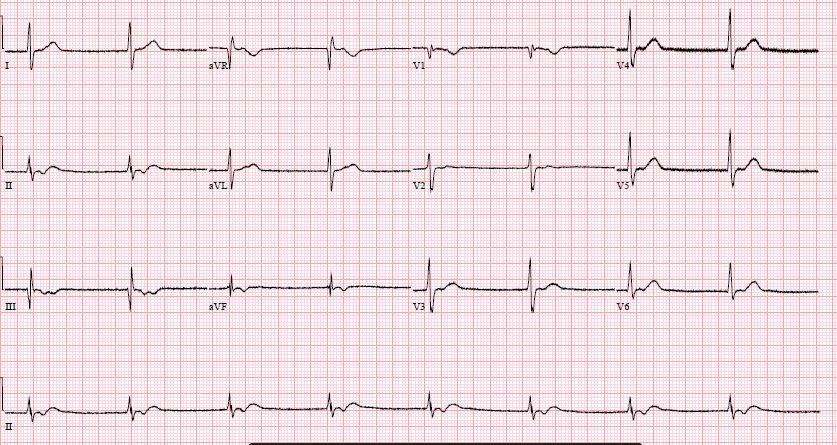 I aVR V1 V4
II aVL V2 V5
III aVF V3 V6
II